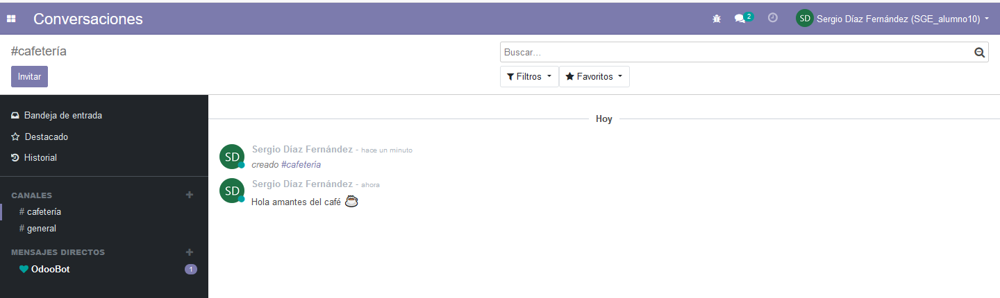 Conversaciones
2
SD Sergio Díaz Fernández (SGE_alumno10)
#cafetería
Buscar...
Invitar
Filtros
Favoritos
Bandeja de entrada
Destacado
Historial
CANALES +
# cafetería
# general
MENSAJES DIRECTOS +
OdooBot 1
Hoy
SD Sergio Díaz Fernández - hace un minuto
creado #cafetería
SD Sergio Díaz Fernández - ahora
Hola amantes del café